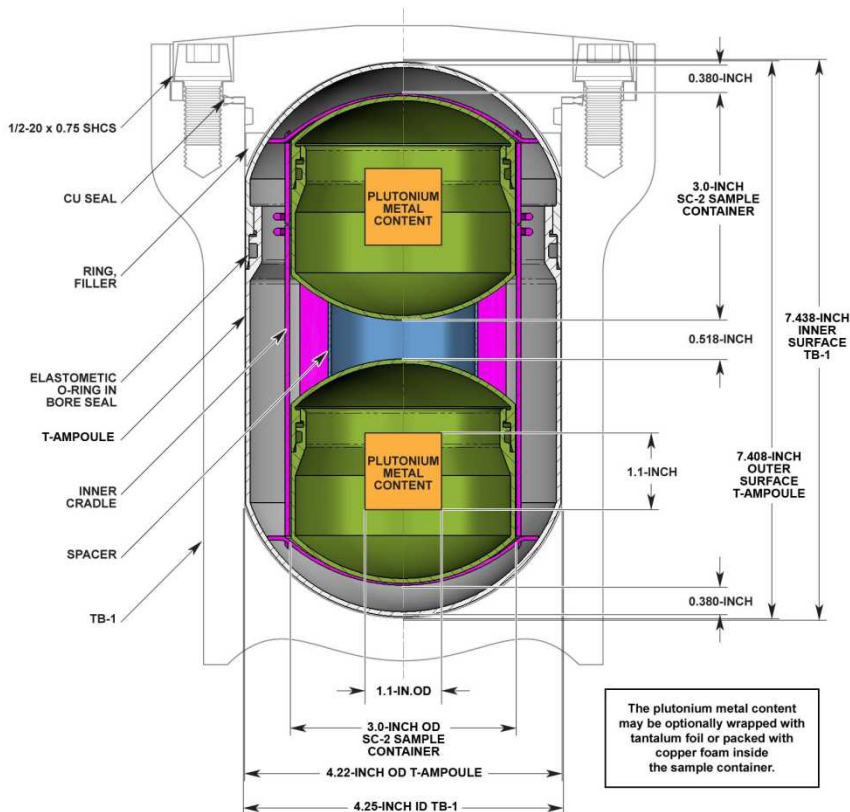 1/2-20 x 0.75 SHCS
CU SEAL
RING,
FILLER
ELASTOMETIC
O-RING IN
BORE SEAL
T-AMPOULE
INNER
CRADLE
SPACER
TB-1
PLUTONIUM
METAL
CONTENT
PLUTONIUM
METAL
CONTENT
0.380-INCH
3.0-INCH
SC-2 SAMPLE
CONTAINER
7.438-INCH
INNER
SURFACE
TB-1
0.518-INCH
1.1-INCH
7.408-INCH
OUTER
SURFACE
T-AMPOULE
0.380-INCH
1.1-IN.OD
3.0-INCH OD
SC-2 SAMPLE
CONTAINER
4.22-INCH OD T-AMPOULE
4.25-INCH ID TB-1
The plutonium metal content
may be optionally wrapped with
tantalum foil or packed with
copper foam inside
the sample container.